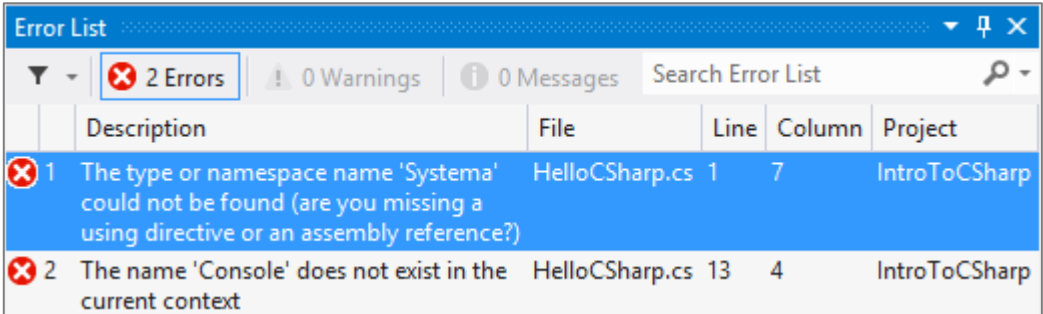 Error List
2 Errors 0 Warnings 0 Messages Search Error List
Description File Line Column Project
1 The type or namespace name 'Systema' HelloCSharp.cs 1 7 IntroToCSharp
could not be found (are you missing a
using directive or an assembly reference?)
2 The name 'Console' does not exist in the HelloCSharp.cs 13 4 IntroToCSharp
current context